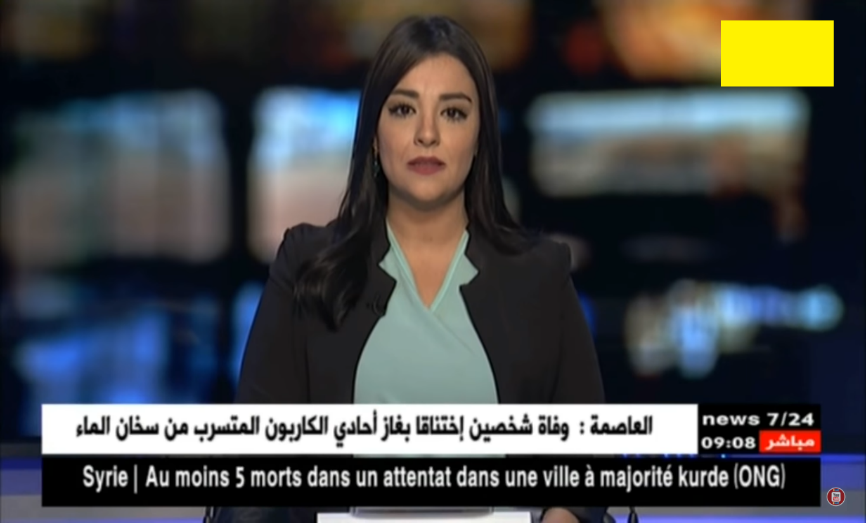 العاصمة : وفاة شخصين إختناقا بغاز أحادي الكاربون المتسرب من سخان الماء
news 7/24
09:08 مباشر
Syrie | Au moins 5 morts dans un attentat dans une ville à majorité kurde (ONG)